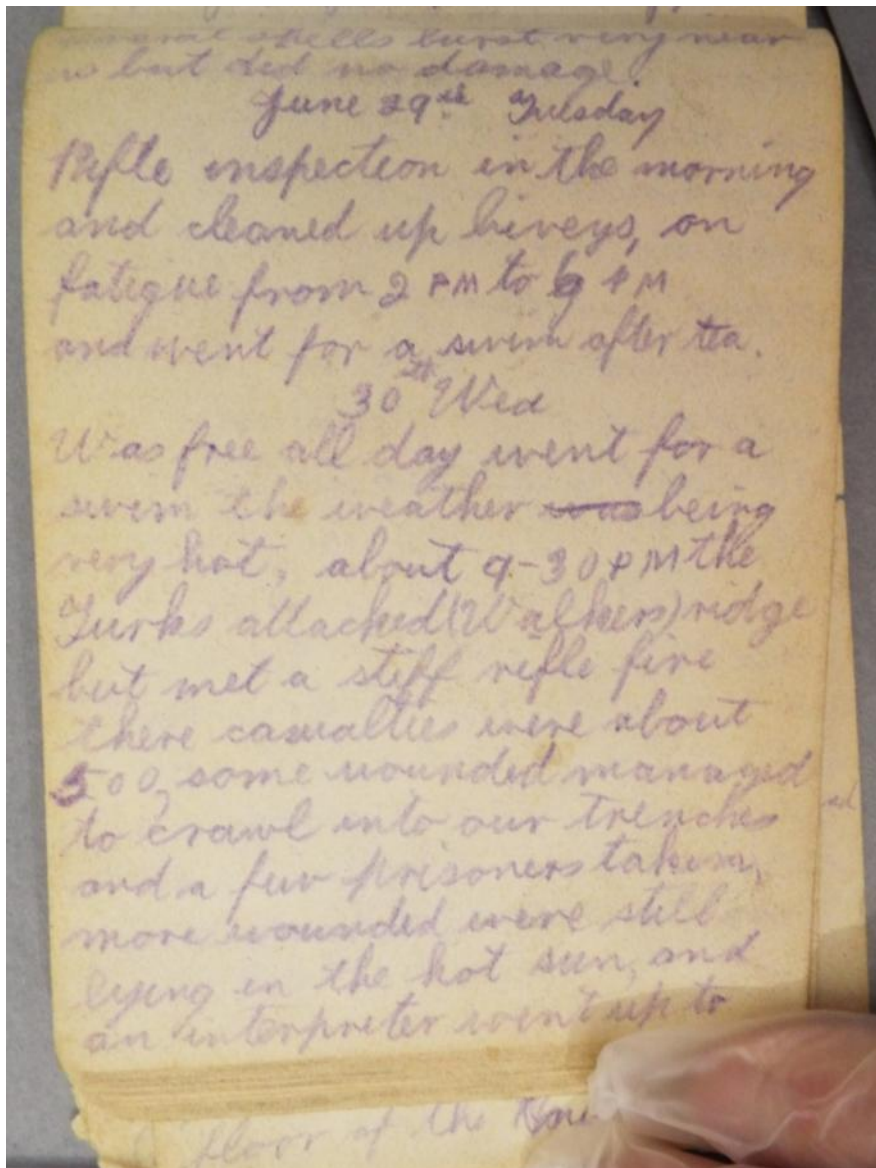 several shells burst very near
us but did no damage.
June 29th Tuesday
Rifle inspection in the morning
and cleaned up biveys, on
fatigue from 2 PM to 6 PM
and went for a swim after tea.
30th Wed
Was free all day went for a
swim the weather was being
very hot, about 9-30 PM the
Turks attacked (Walkers) ridge
but met a stiff refle fire
there casualties were about
500, some wounded managed
to crawl into our trenches
and a few prisoners taken,
more wounded were still
lying in the hot sun, and
an interpreter went up to
floor of the